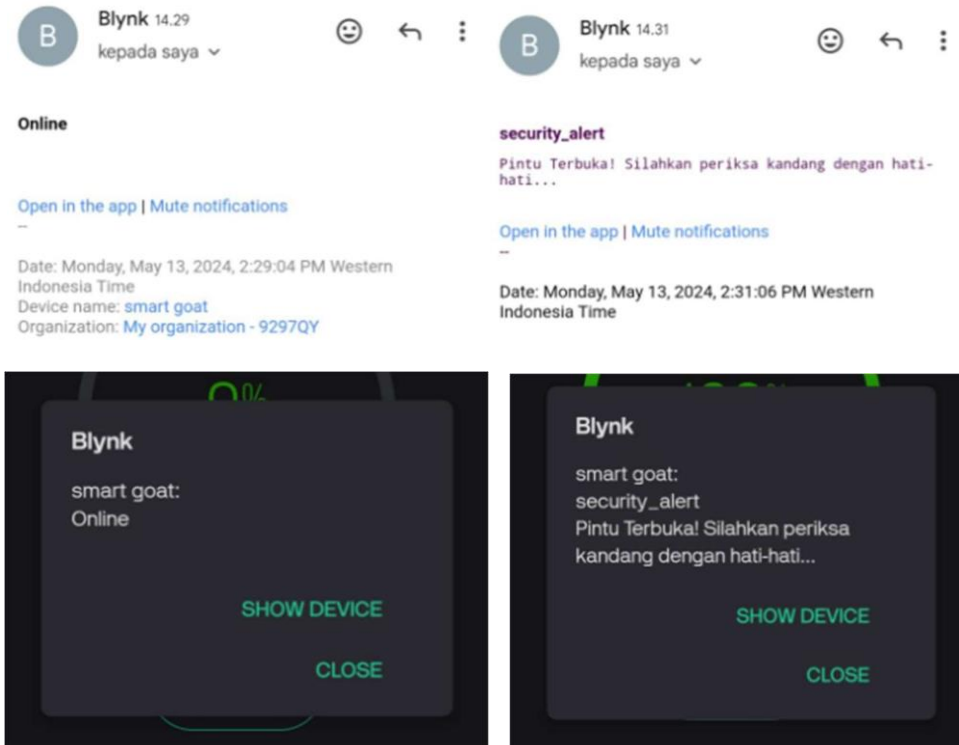 B
Blynk 14.29
kepada saya
Online
Open in the app | Mute notifications
--
Date: Monday, May 13, 2024, 2:29:04 PM Western
Indonesia Time
Device name: smart goat
Organization: My organization - 9297QY
B
Blynk 14.31
kepada saya
security_alert
Pintu Terbuka! Silahkan periksa kandang dengan hati-
hati...
Open in the app | Mute notifications
--
Date: Monday, May 13, 2024, 2:31:06 PM Western
Indonesia Time
0%
Blynk
smart goat:
Online
SHOW DEVICE
CLOSE
Blynk
smart goat:
security_alert
Pintu Terbuka! Silahkan periksa
kandang dengan hati-hati...
SHOW DEVICE
CLOSE